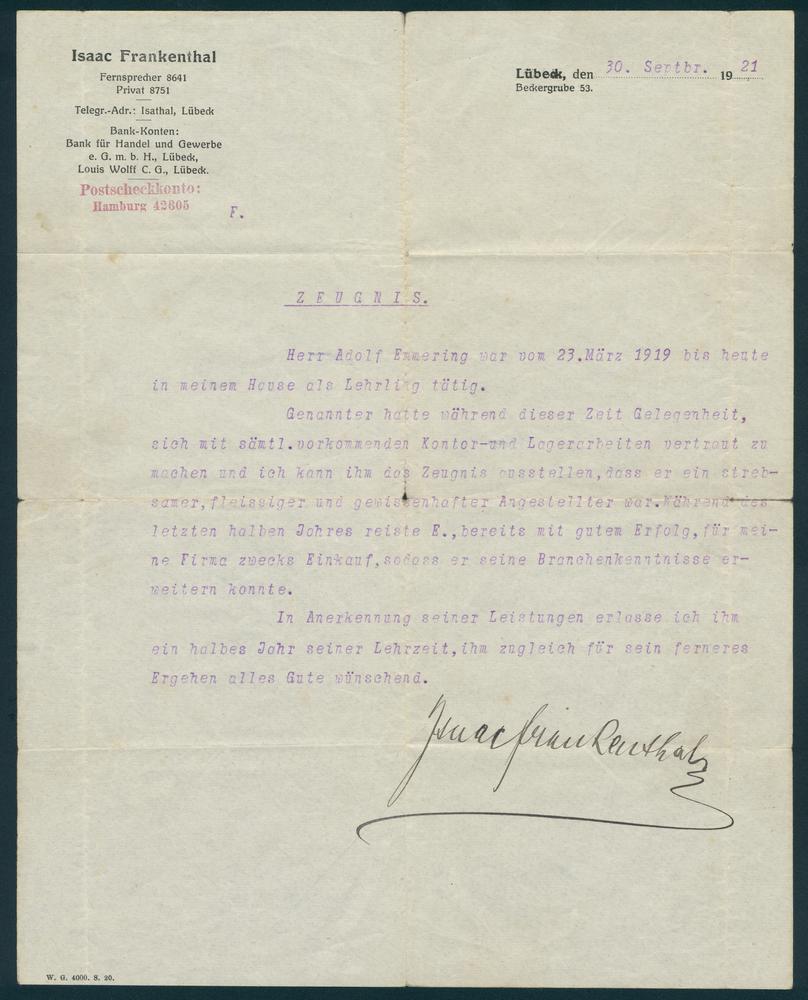 Isaac Frankenthal
Fernsprecher 8641
Privat 8751
Telegr.-Adr.: Isathal, Lübeck
Bank-Konten:
Bank für Handel und Gewerbe
e. G. m. b. H., Lübeck,
Louis Wolff C. G., Lübeck.
Postscheckkonto:
Hamburg 42605
F.
Lübeck, den 30. Septbr. 1921
Beckergrube 53.
ZEUGNIS.
Herr Adolf Emmering war vom 23.März 1919 bis heute
in meinem Hause als Lehrling tätig.
Genannter hatte während dieser Zeit Gelegenheit,
sich mit sämtl.vorkommenden Kontor-und Lagerarbeiten vertraut zu
machen und ich kann ihm das Zeugnis ausstellen,dass er ein streb-
samer,fleissiger und gewissenhafter Angestellter war.Während des
letzten halben Jahres reiste E.,bereits mit gutem Erfolg,für mei-
ne Firma zwecks Einkauf,sodass er seine Branchenkenntnisse er-
weitern konnte.
In Anerkennung seiner Leistungen erlasse ich ihm
ein halbes Jahr seiner Lehrzeit,ihm zugleich für sein ferneres
Ergehen alles Gute wünschend.
Isaac Frankenthal
W. G. 4000. 8. 20.